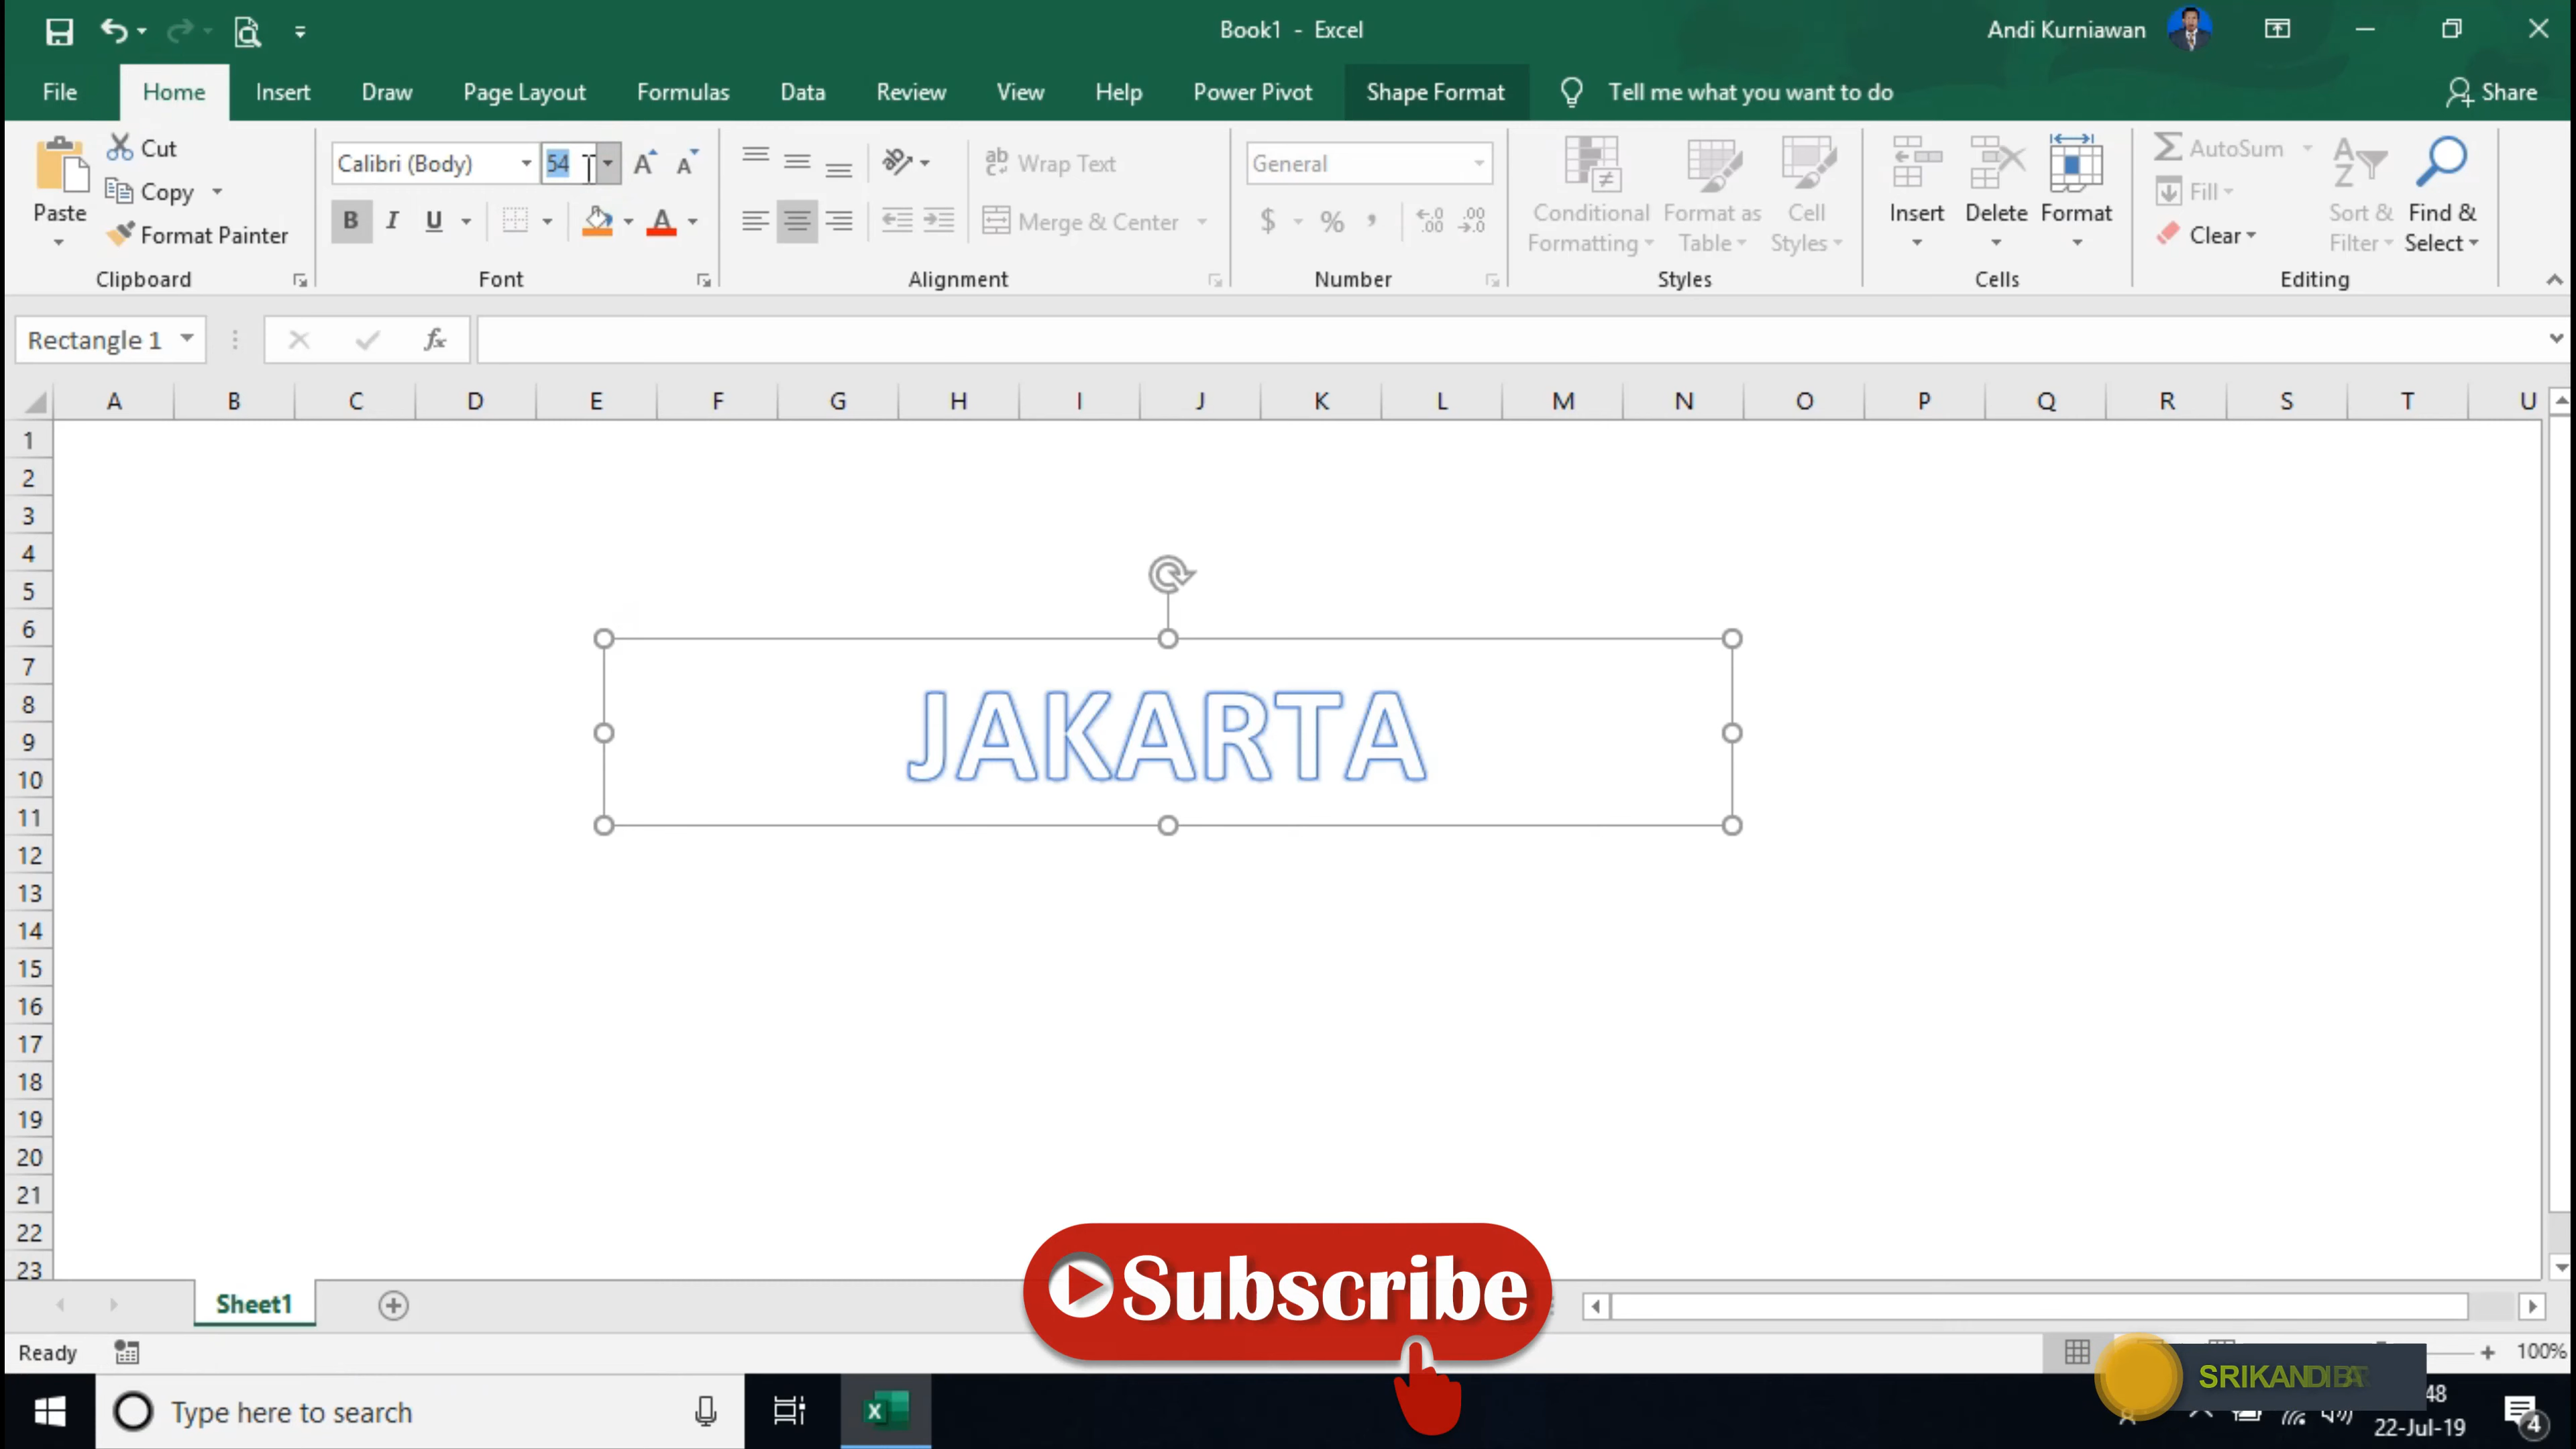 Book1 - Excel
Andi Kurniawan
File Home Insert Draw Page Layout Formulas Data Review View Help Power Pivot Shape Format Tell me what you want to do Share
Paste
Cut
Copy
Format Painter
Clipboard
Calibri (Body) 54
B I U
Font
Wrap Text
Merge & Center
Alignment
General
$ % ,
Number
Conditional Formatting
Format as Table
Cell Styles
Styles
Insert Delete Format
Cells
AutoSum
Fill
Clear
Sort & Filter
Find & Select
Editing
Rectangle 1
fx
A B C D E F G H I J K L M N O P Q R S T U
1
2
3
4
5
6
7
8
9
10
11
12
13
14
15
16
17
18
19
20
21
22
23
JAKARTA
Subscribe
Sheet1
Ready
100%
Type here to search
48
22-Jul-19
4